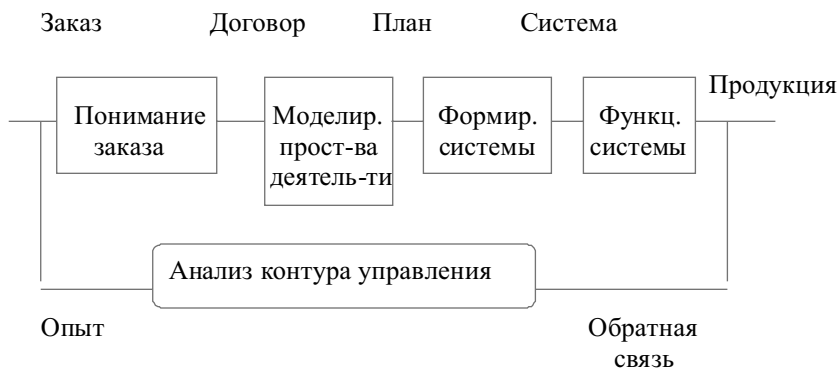 Заказ
Договор
План
Система
Продукция
Понимание
заказа
Моделир.
прост-ва
деятель-ти
Формир.
системы
Функц.
системы
Анализ контура управления
Опыт
Обратная
связь